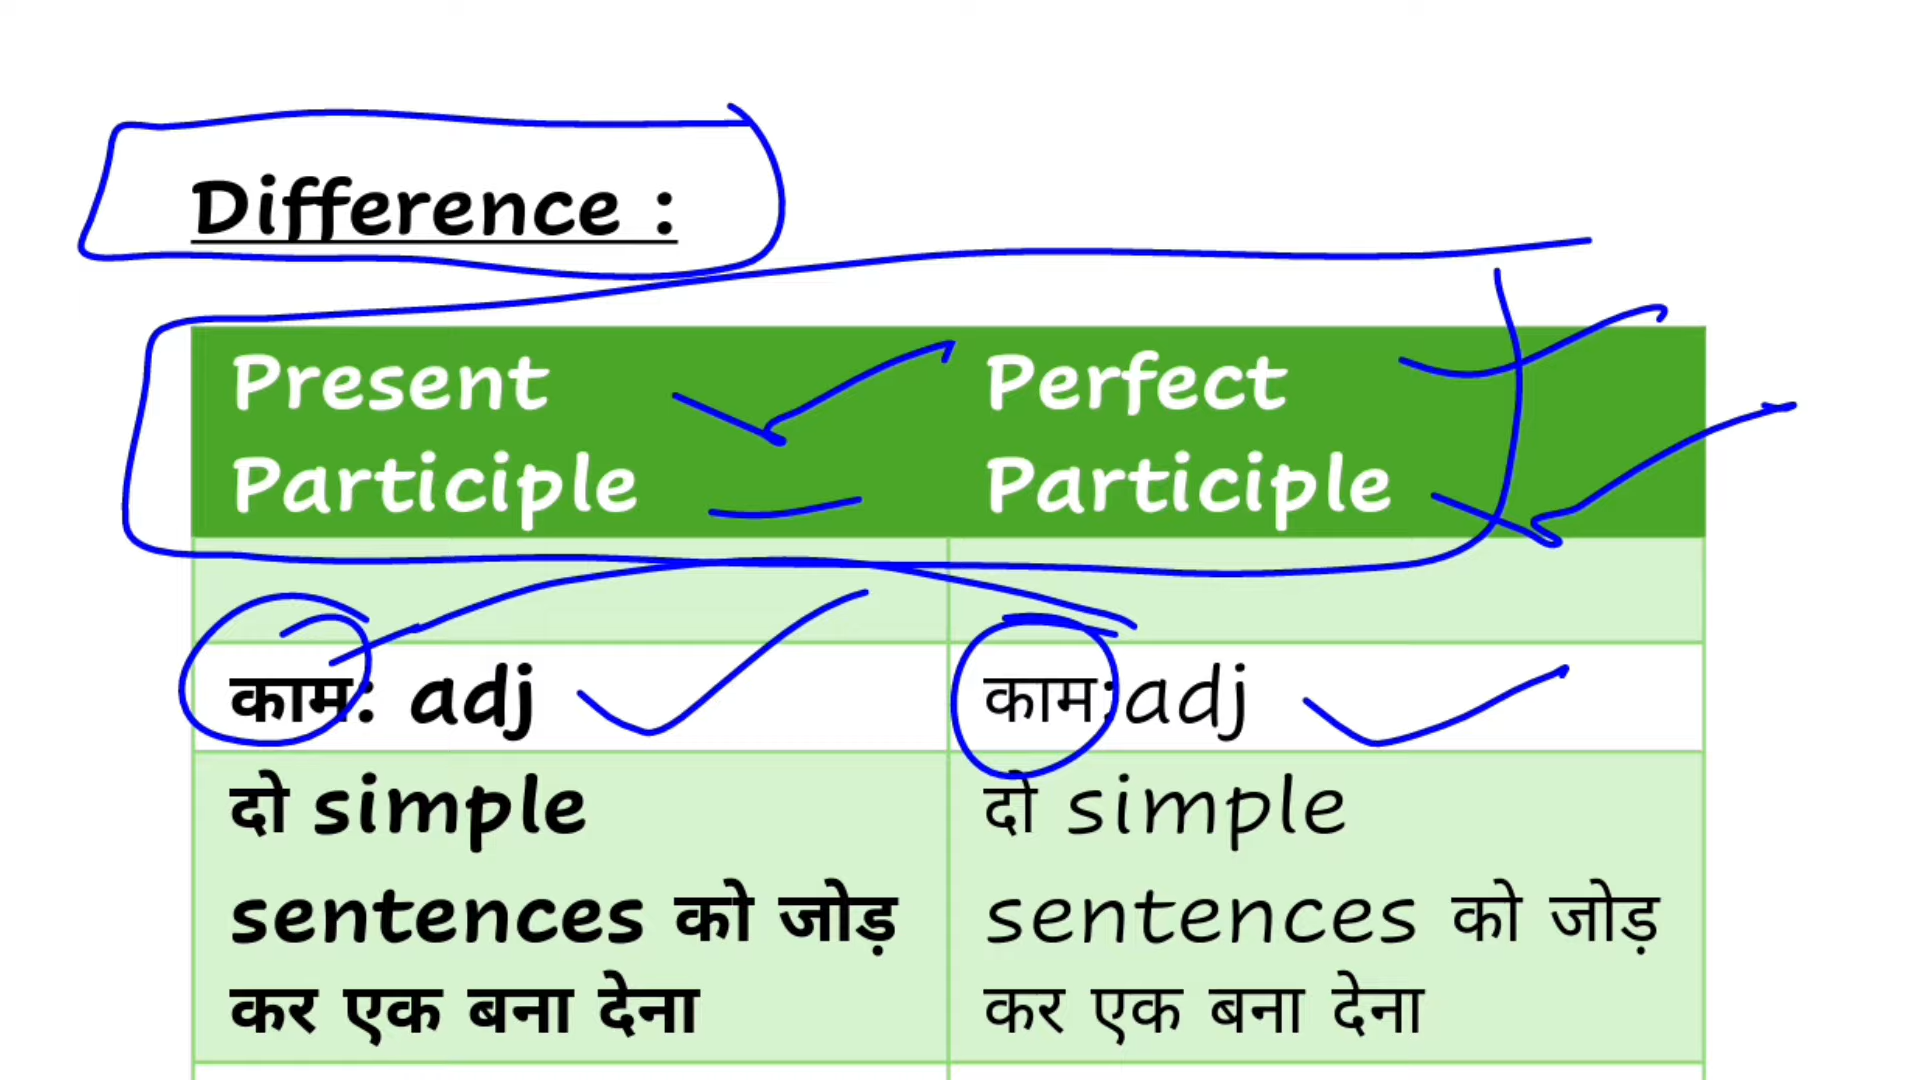 Difference :
Present Participle
Perfect Participle
काम: adj
काम:adj
दो simple
sentences को जोड़
कर एक बना देना
दो simple
sentences को जोड़
कर एक बना देना